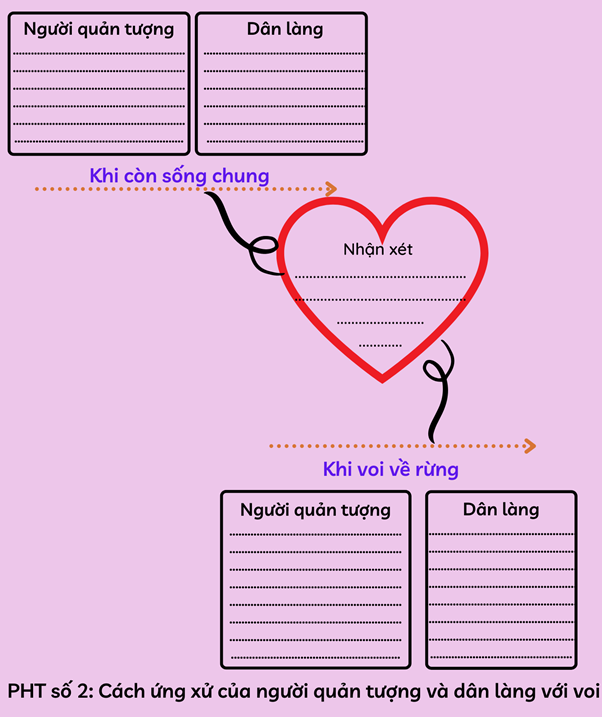 Người quản tượng
Dân làng
Khi còn sống chung
Nhận xét
Khi voi về rừng
Người quản tượng
Dân làng
PHT số 2: Cách ứng xử của người quản tượng và dân làng với voi